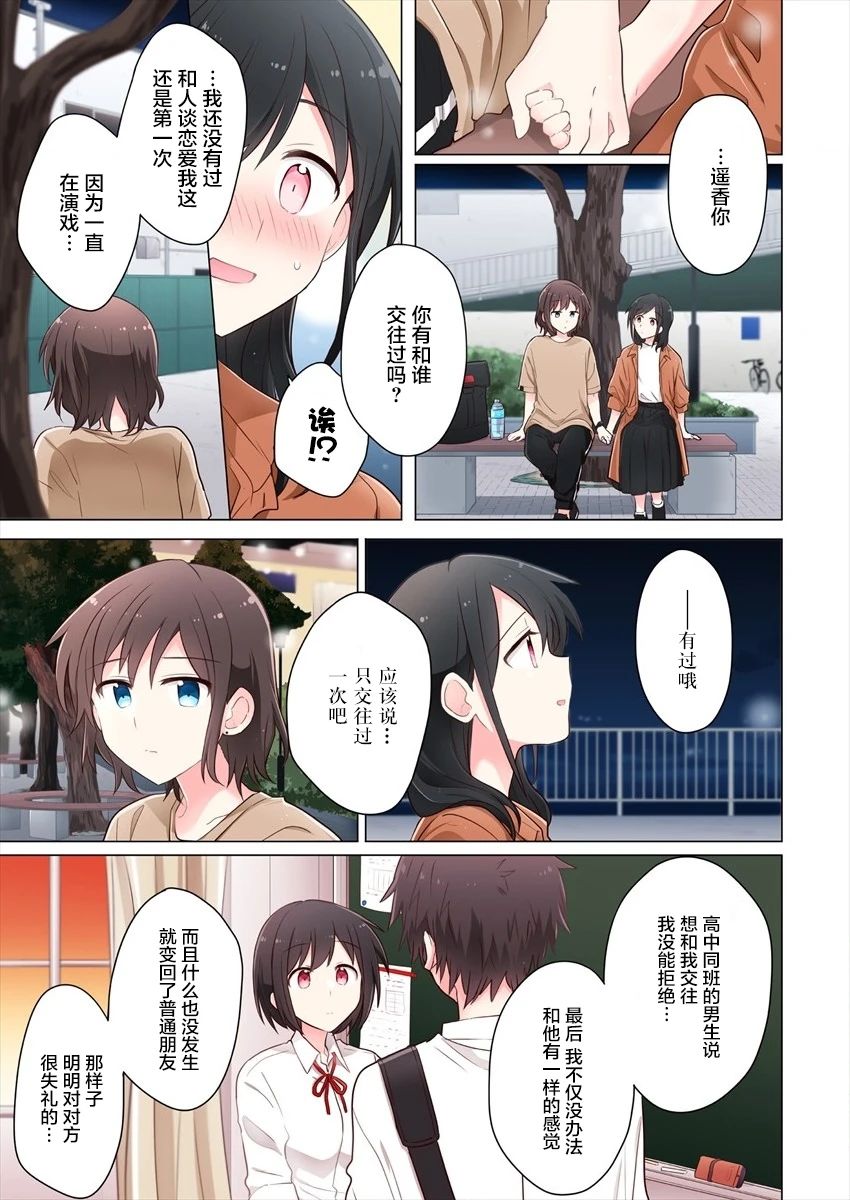 …遥香你
你有和谁
交往过吗?
诶!?
…我还没有过
和人谈恋爱我这
还是第一次
因为一直
在演戏…
——有过哦
应该说…
只交往过
一次吧
高中同班的男生说
想和我交往
我没能拒绝…
最后 我不仅没办法
和他有一样的感觉
而且什么也没发生
就变回了普通朋友
那样子
明明对对方
很失礼的…